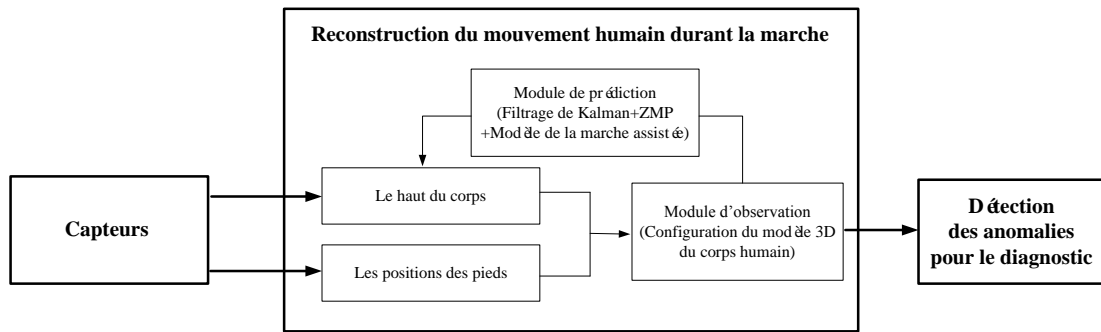 Reconstruction du mouvement humain durant la marche
Module de prédiction
(Filtrage de Kalman+ZMP
+Modèle de la marche assistée)
Capteurs
Le haut du corps
Les positions des pieds
Module d'observation
(Configuration du modèle 3D
du corps humain)
Détection
des anomalies
pour le diagnostic